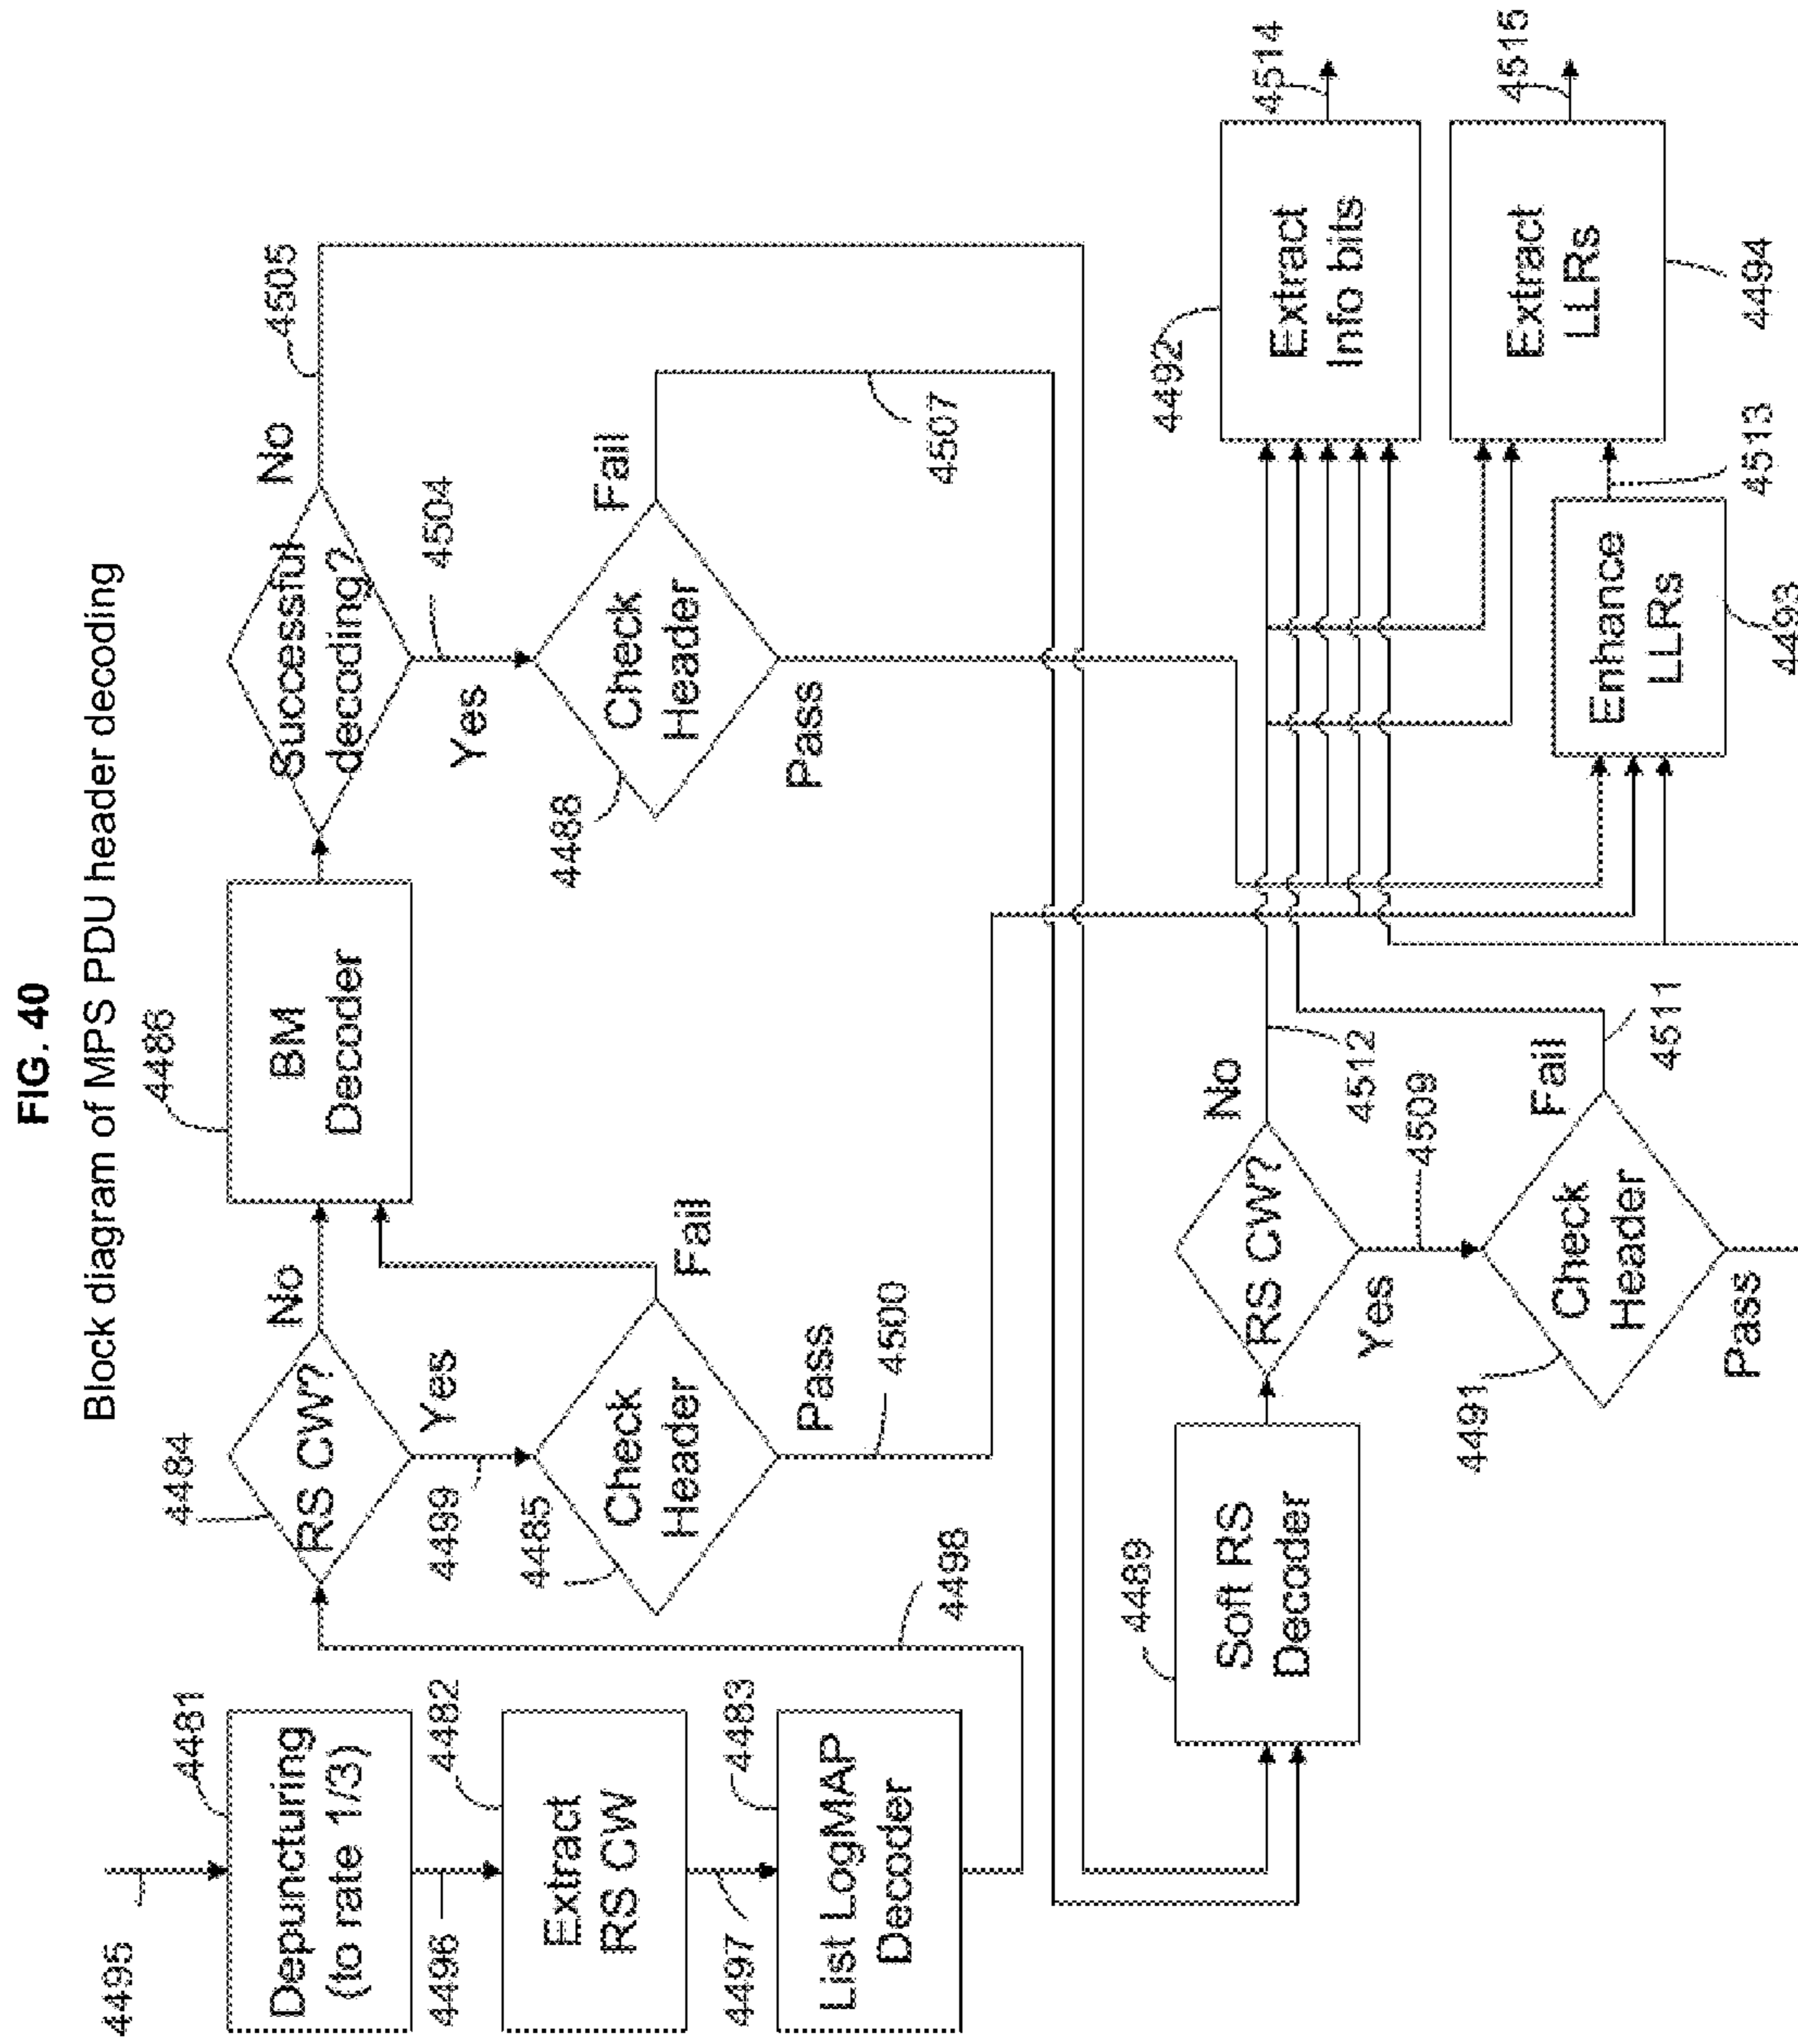 FIG. 40
Block diagram of MPS PDU header decoding
4495
4481
Depuncturing
(to rate 1/3)
4496
4482
Extract
RS CW
4497
4483
List LogMAP
Decoder
4498
4484
RS CW?
No
Yes
4499
4485
Check
Header
Fail
Pass
4500
4486
BM
Decoder
Successful
decoding?
No
4505
Yes
4504
4488
Check
Header
Fail
4507
Pass
4489
Soft RS
Decoder
RS CW?
No
4512
Yes
4509
4491
Check
Header
Fail
4511
Pass
4492
Extract
Info bits
4514
Enhance
LLRs
4493
4513
Extract
LLRs
4494
4515